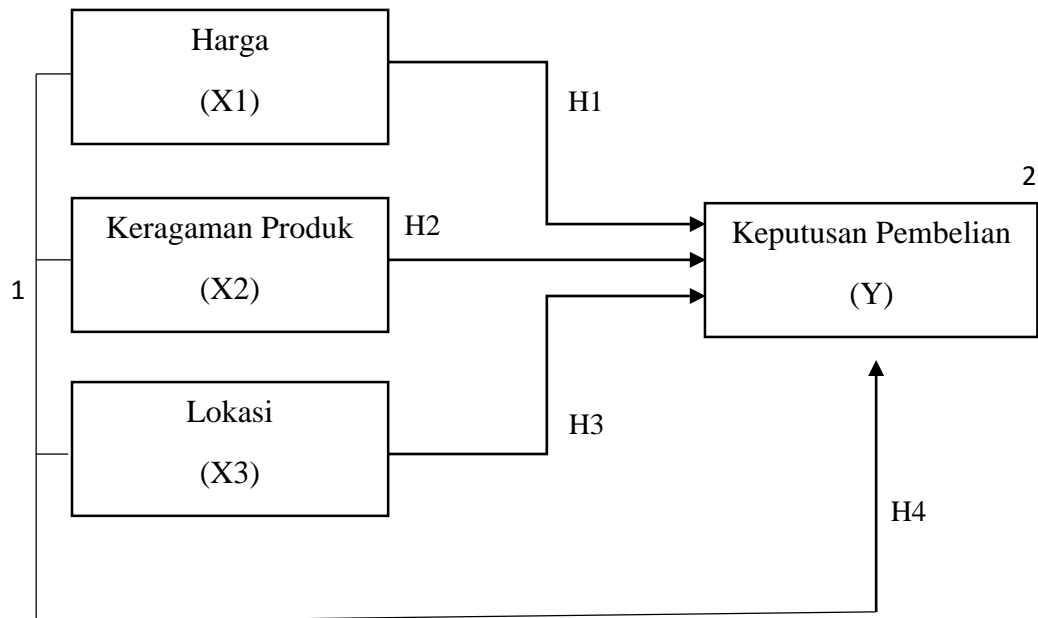 Harga
(X1)
H1
2
Keragaman Produk
(X2)
H2
Keputusan Pembelian
(Y)
1
Lokasi
(X3)
H3
H4